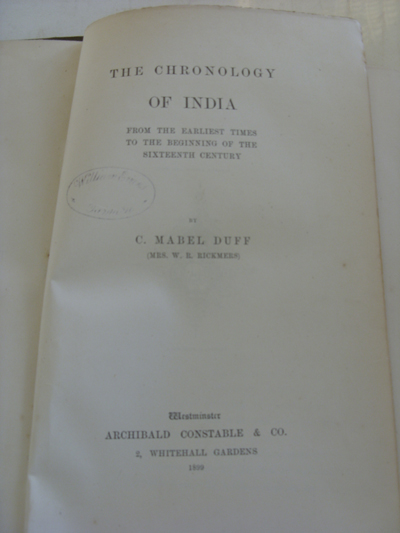 THE CHRONOLOGY
OF INDIA
FROM THE EARLIEST TIMES
TO THE BEGINNING OF THE
SIXTEENTH CENTURY
BY
C. MABEL DUFF
(MRS. W. R. RICKMERS)
Westminster
ARCHIBALD CONSTABLE & CO.
2, WHITEHALL GARDENS
1899